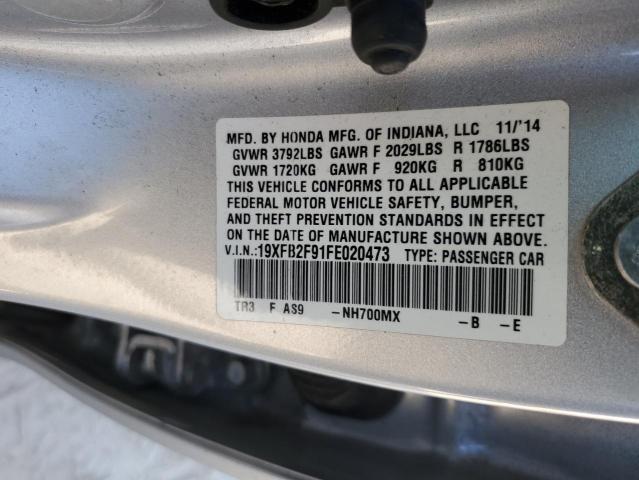 MFD. BY HONDA MFG. OF INDIANA, LLC 11/'14
GVWR 3792LBS GAWR F 2029LBS R 1786LBS
GVWR 1720KG GAWR F 920KG R 810KG
THIS VEHICLE CONFORMS TO ALL APPLICABLE
FEDERAL MOTOR VEHICLE SAFETY, BUMPER,
AND THEFT PREVENTION STANDARDS IN EFFECT
ON THE DATE OF MANUFACTURE SHOWN ABOVE.
V.I.N.: 19XFB2F91FE020473 TYPE: PASSENGER CAR
TR3 F AS9 -NH700MX -B -E